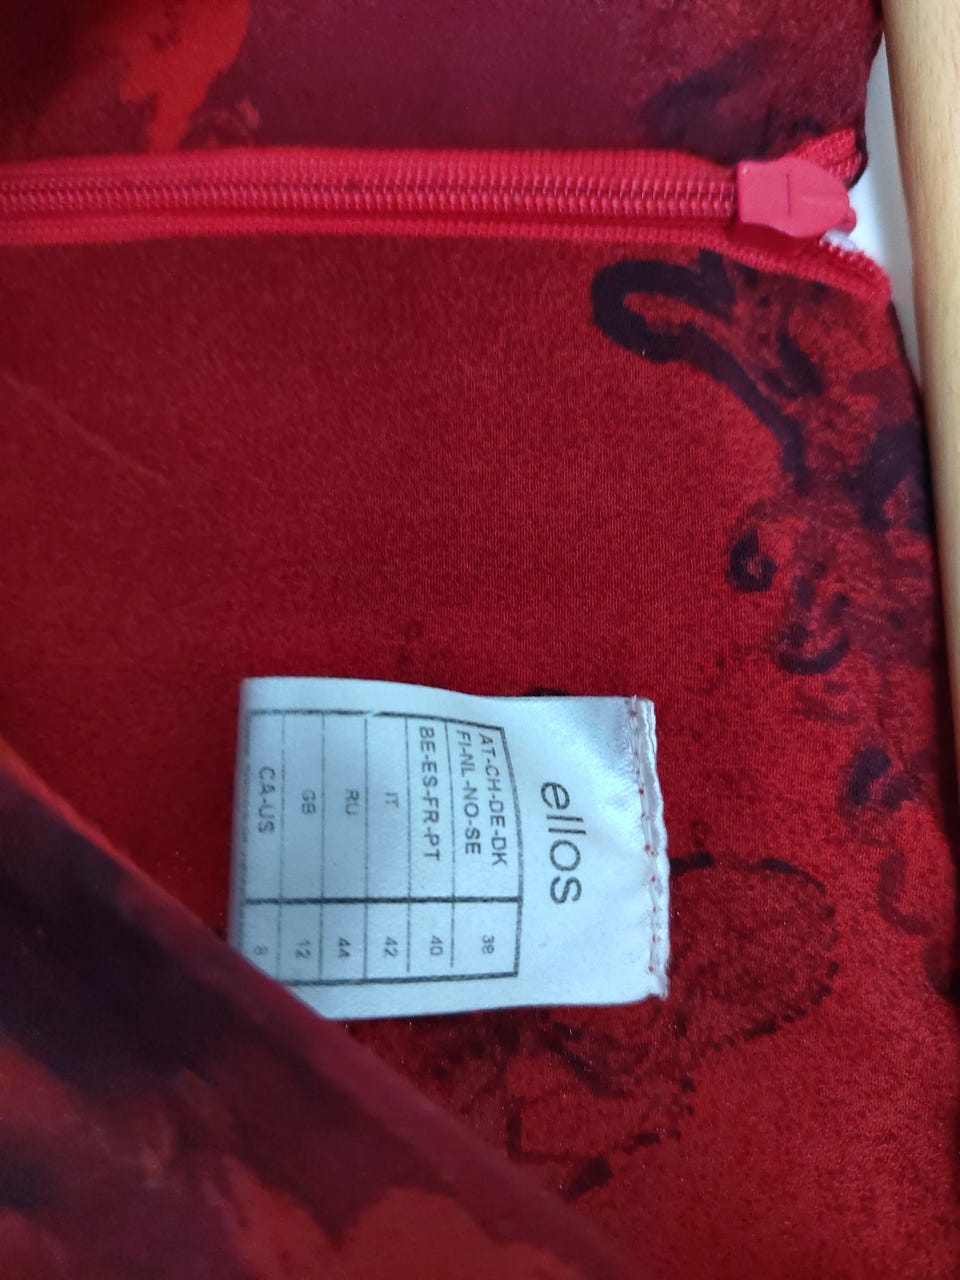 ellos
AT-CH-DE-DK
FI-NL-NO-SE 38
BE-ES-FR-PT 40
IT 42
RU 44
GB 12
CA-US 8